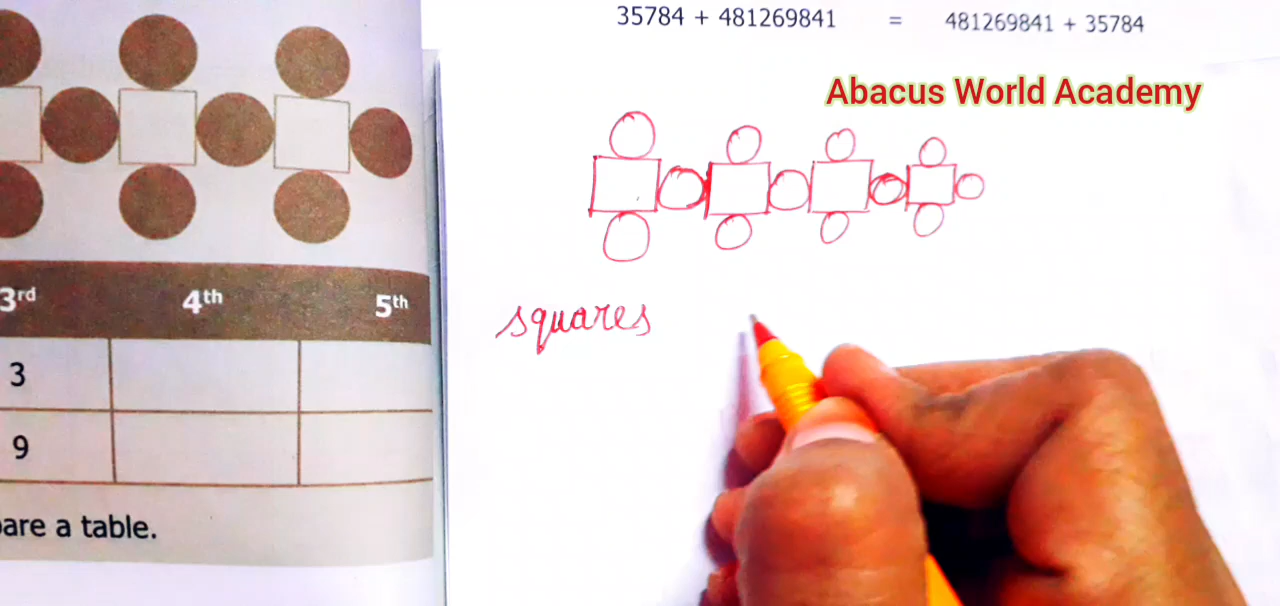 35784 + 481269841 = 481269841 + 35784
Abacus World Academy
squares
3rd 4th 5th
3
9
are a table.